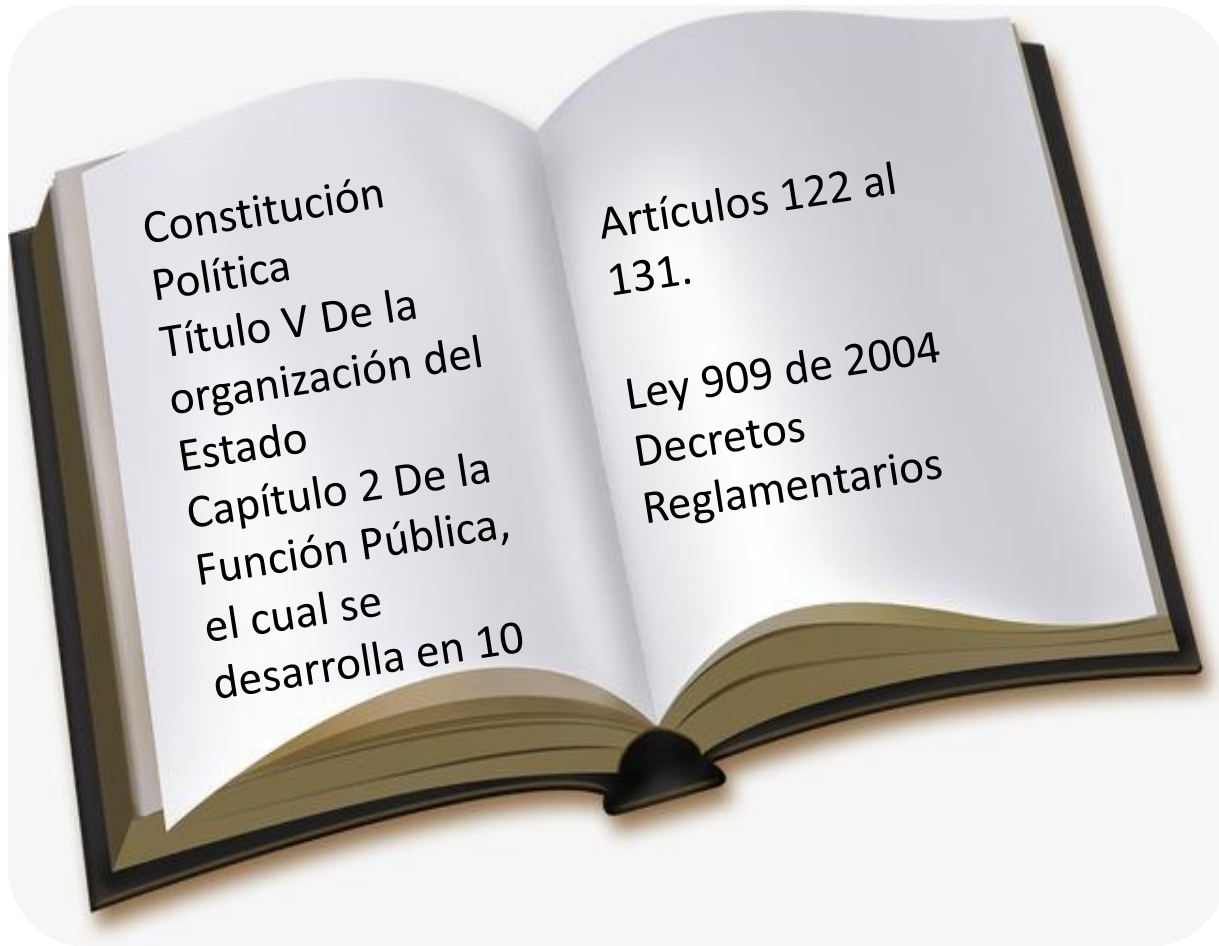 Constitución
Política
Título V De la
organización del
Estado
Capítulo 2 De la
Función Pública,
el cual se
desarrolla en 10
Artículos 122 al
131.
Ley 909 de 2004
Decretos
Reglamentarios